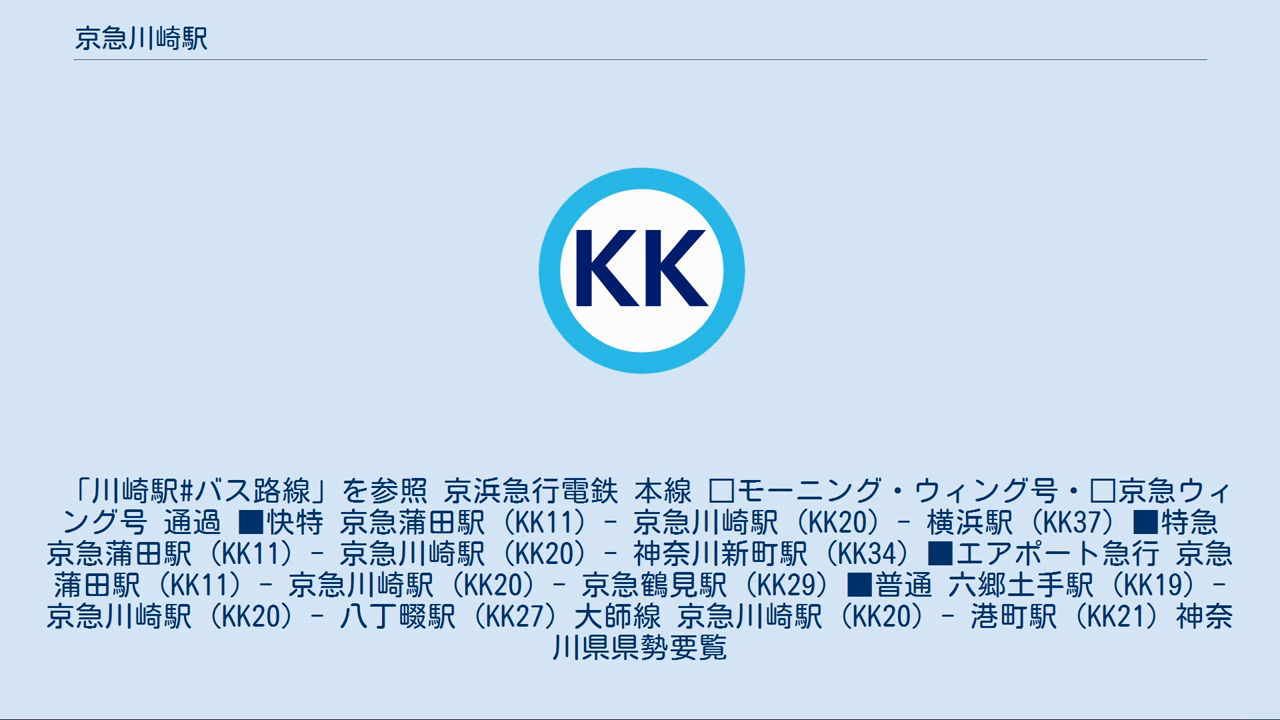 京急川崎駅
KK
「川崎駅#バス路線」を参照 京浜急行電鉄 本線 □モーニング・ウィング号・□京急ウィ
ング号 通過 ■快特 京急蒲田駅（KK11）- 京急川崎駅（KK20）- 横浜駅（KK37）■特急
京急蒲田駅（KK11）- 京急川崎駅（KK20）- 神奈川新町駅（KK34）■エアポート急行 京急
蒲田駅（KK11）- 京急川崎駅（KK20）- 京急鶴見駅（KK29）■普通 六郷土手駅（KK19）-
京急川崎駅（KK20）- 八丁畷駅（KK27）大師線 京急川崎駅（KK20）- 港町駅（KK21）神奈
川県県勢要覧